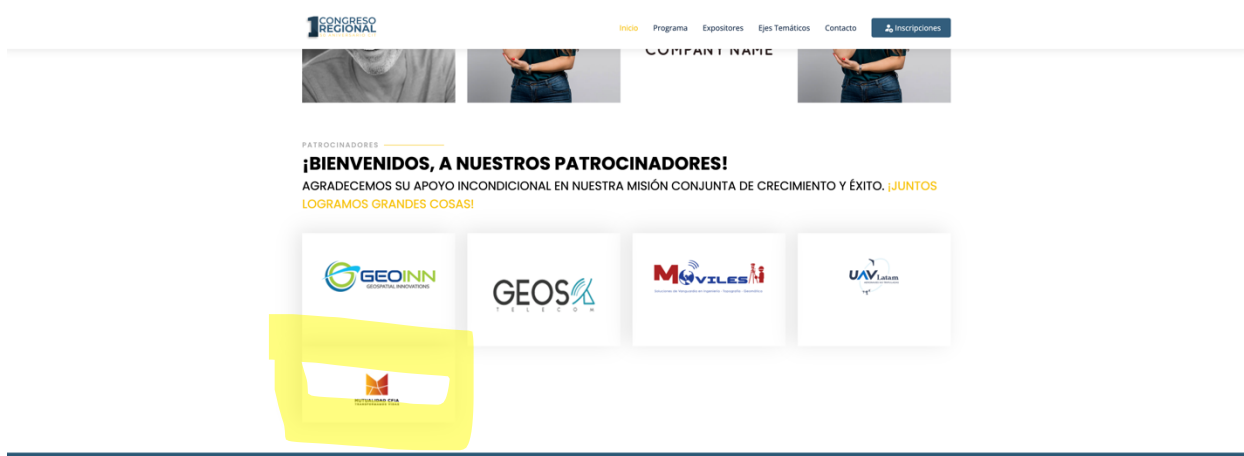 1 CONGRESO
REGIONAL
Inicio Programa Expositores Ejes Temáticos Contacto Inscripciones
COMPANY NAME
PATROCINADORES
¡BIENVENIDOS, A NUESTROS PATROCINADORES!
AGRADECEMOS SU APOYO INCONDICIONAL EN NUESTRA MISIÓN CONJUNTA DE CRECIMIENTO Y ÉXITO. ¡JUNTOS
LOGRAMOS GRANDES COSAS!
GEOINN
GEOSPATIAL INNOVATIONS
GEOS
TELECOM
MOVILES
UAV Latam
MUTUALIDAD CFIA